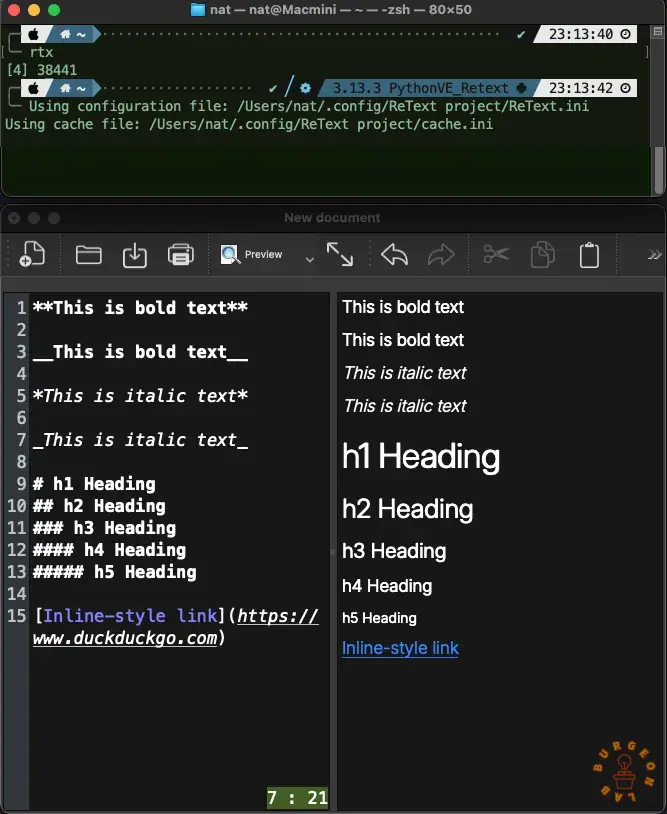 nat — nat@Macmini — ~ — -zsh — 80×50
~ ✔ 23:13:40
rtx
[4] 38441
~ ✔ 3.13.3 PythonVE_Retext 23:13:42
Using configuration file: /Users/nat/.config/ReText project/ReText.ini
Using cache file: /Users/nat/.config/ReText project/cache.ini
New document
Preview
1 **This is bold text**
2
3 __This is bold text__
4
5 *This is italic text*
6
7 _This is italic text_
8
9 # h1 Heading
10 ## h2 Heading
11 ### h3 Heading
12 #### h4 Heading
13 ##### h5 Heading
14
15 [Inline-style link](https://
www.duckduckgo.com)
7 : 21
This is bold text
This is bold text
This is italic text
This is italic text
h1 Heading
h2 Heading
h3 Heading
h4 Heading
h5 Heading
Inline-style link
BURGEON LAB